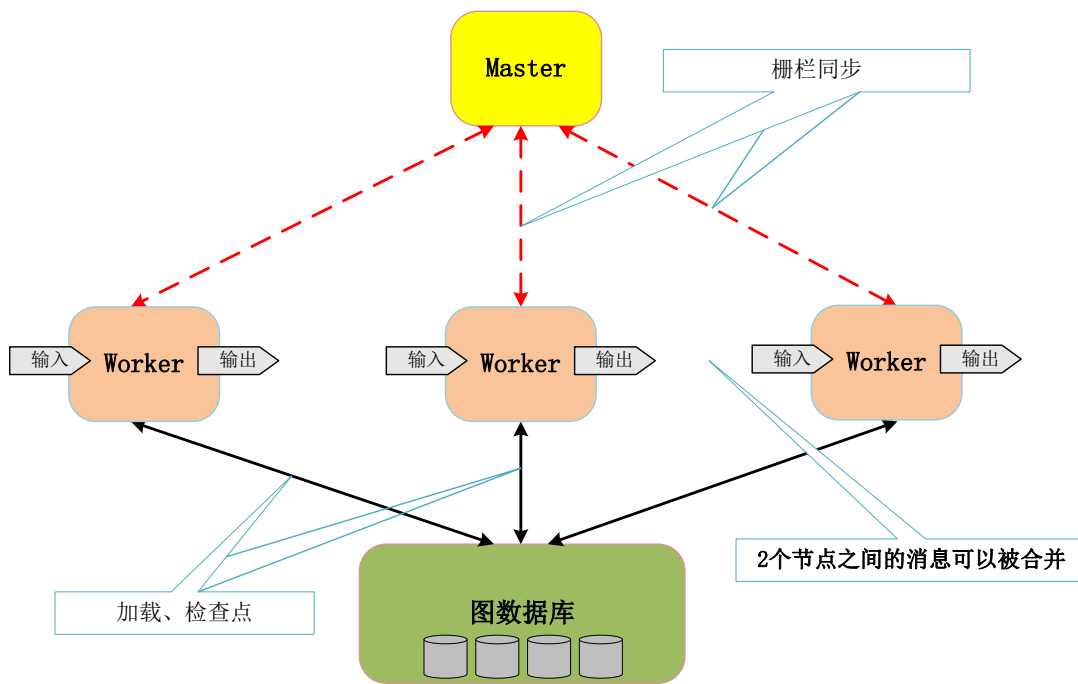 Master
栅栏同步
输入
Worker
输出
输入
Worker
输出
输入
Worker
输出
2个节点之间的消息可以被合并
加载、检查点
图数据库